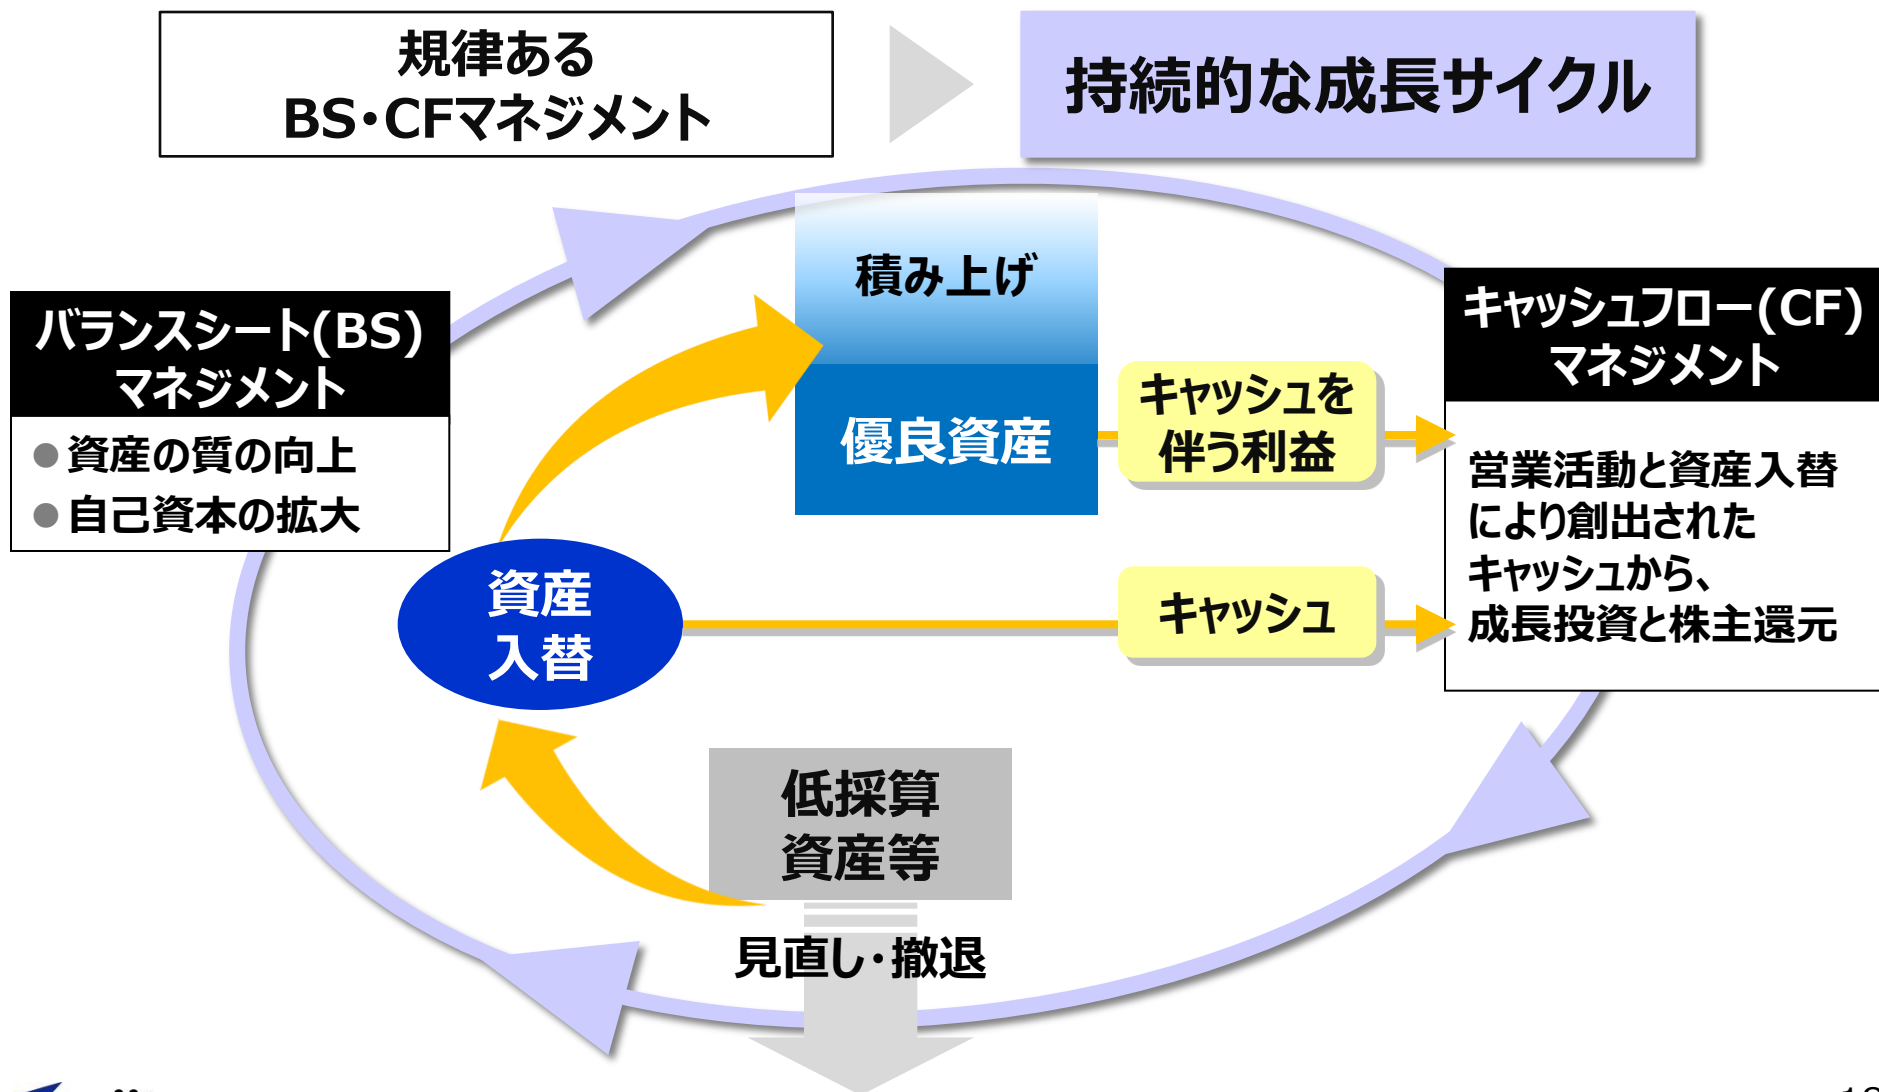 規律ある
BS・CFマネジメント
持続的な成長サイクル
積み上げ
優良資産
バランスシート(BS)
マネジメント
●資産の質の向上
●自己資本の拡大
キャッシュフロー(CF)
マネジメント
営業活動と資産入替
により創出された
キャッシュから、
成長投資と株主還元
キャッシュを
伴う利益
資産
入替
キャッシュ
低採算
資産等
見直し・撤退